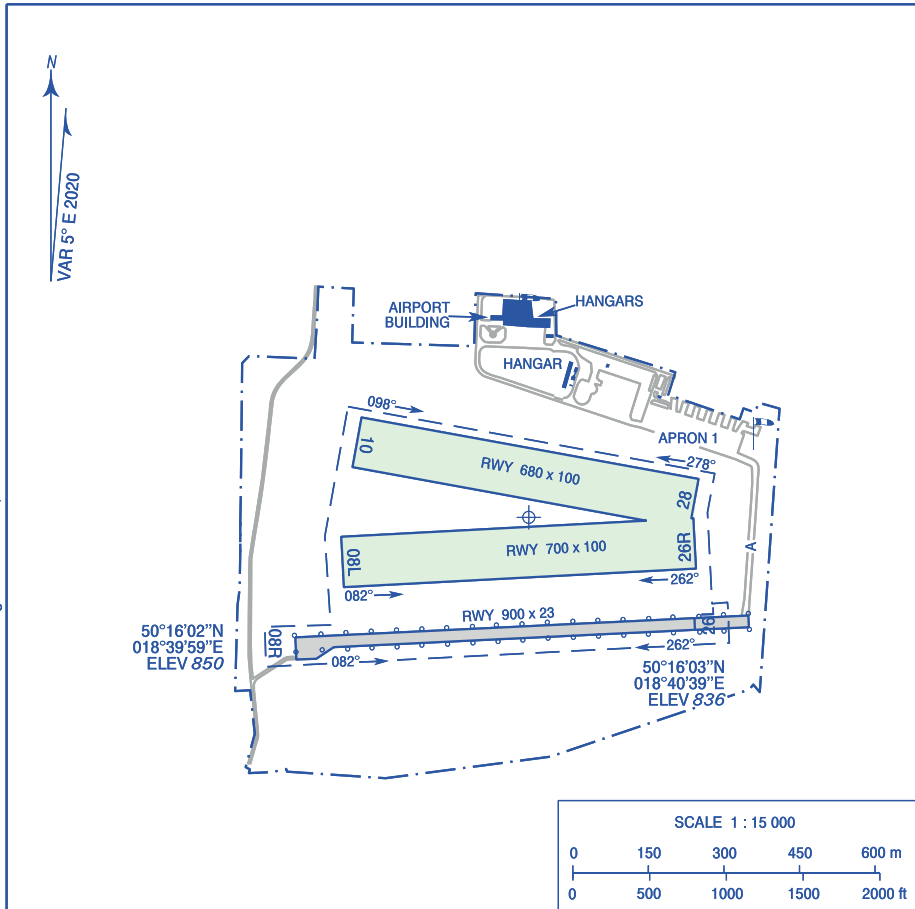 N
VAR 5° E 2020
AIRPORT
BUILDING
HANGARS
HANGAR
098°
10
RWY 680 x 100
APRON 1
278°
28
08L
RWY 700 x 100
26R
A
082°
262°
RWY 900 x 23
26L
08R
082°
262°
50°16'02"N
018°39'59"E
ELEV 850
50°16'03"N
018°40'39"E
ELEV 836
SCALE 1 : 15 000
0 150 300 450 600 m
0 500 1000 1500 2000 ft